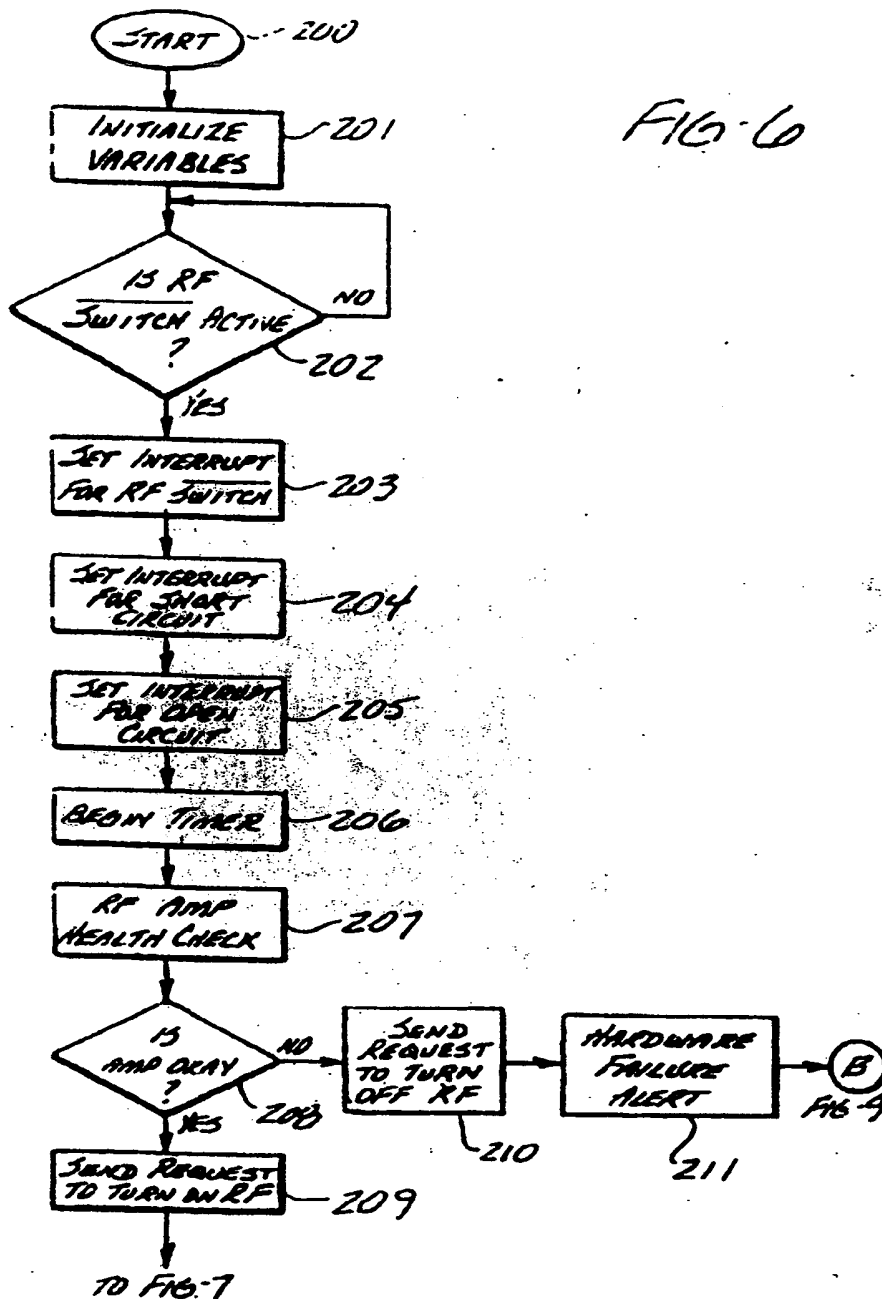 START
200
FIG-6
INITIALIZE
VARIABLES
201
IS RF
SWITCH ACTIVE
?
NO
202
YES
SET INTERRUPT
FOR RF SWITCH
203
SET INTERRUPT
FOR SHORT
CIRCUIT
204
SET INTERRUPT
FOR OPEN
CIRCUIT
205
BEGIN TIMER
206
RF AMP
HEALTH CHECK
207
IS
AMP OKAY
?
NO
208
YES
SEND
REQUEST
TO TURN
OFF RF
210
HARDWARE
FAILURE
ALERT
211
B
FIG-9
SEND REQUEST
TO TURN ON RF
209
TO FIG-7